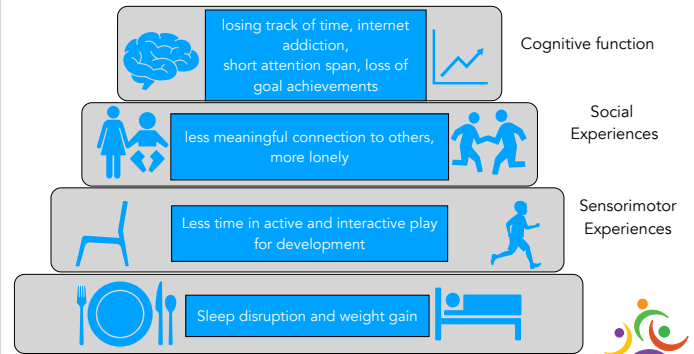 losing track of time, internet
addiction,
short attention span, loss of
goal achievements
Cognitive function
less meaningful connection to others,
more lonely
Social
Experiences
Less time in active and interactive play
for development
Sensorimotor
Experiences
Sleep disruption and weight gain